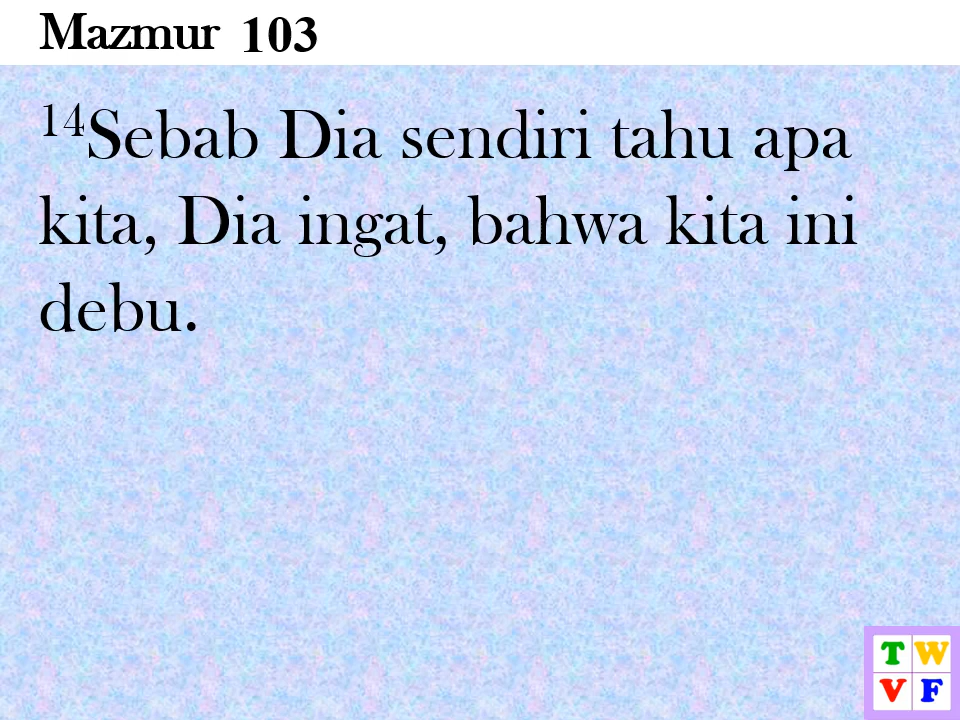 Mazmur 103
14Sebab Dia sendiri tahu apa
kita, Dia ingat, bahwa kita ini
debu.
T W
V F